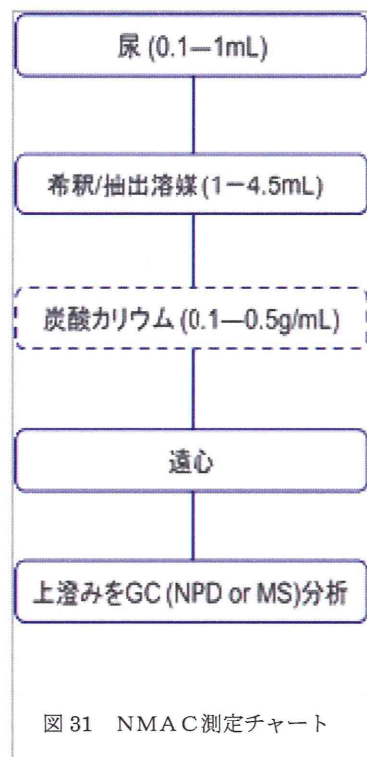 尿 (0.1―1mL)
希釈/抽出溶媒 (1－4.5mL)
炭酸カリウム (0.1―0.5g/mL)
遠心
上澄みをGC (NPD or MS)分析
図 31 ＮＭＡＣ測定チャート